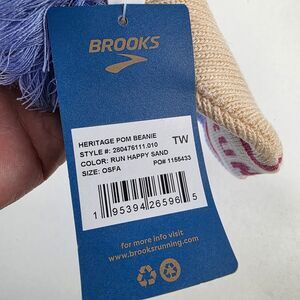 BROOKS
HERITAGE POM BEANIE
STYLE #: 280476111.010
COLOR: RUN HAPPY SAND
TW
SIZE: OSFA
PO# 1155433
1 95394 26596 5
for more info visit
www.brooksrunning.com